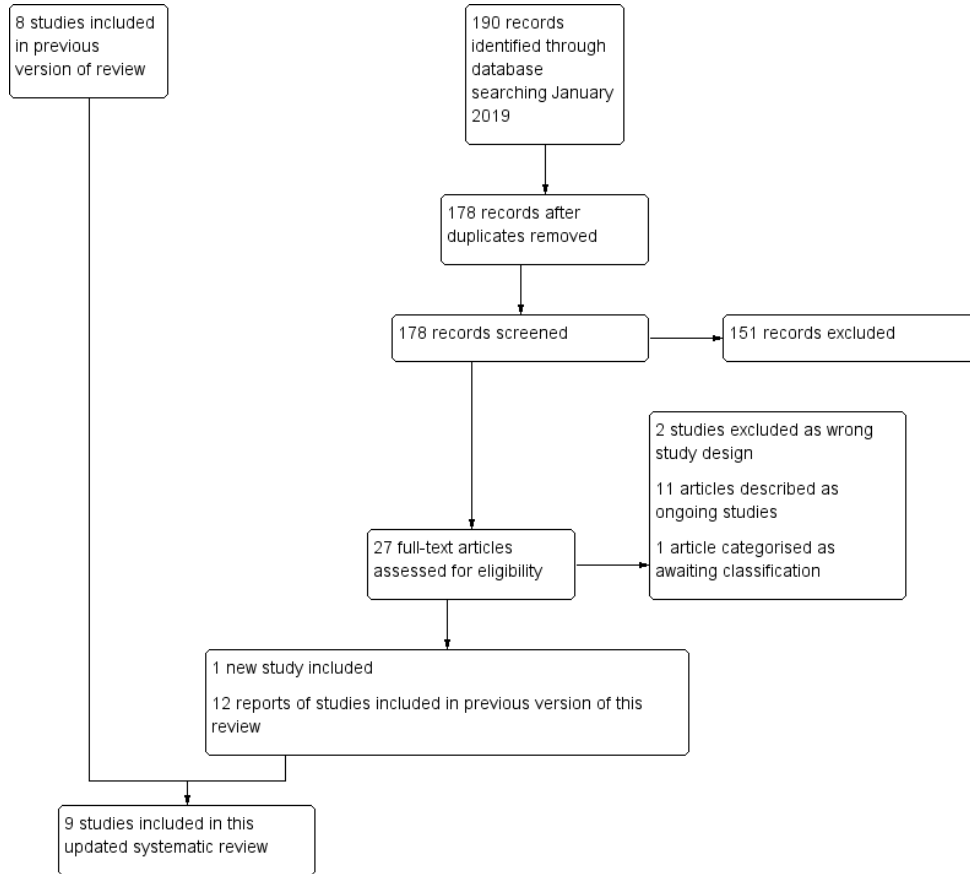 8 studies included
in previous
version of review
190 records
identified through
database
searching January
2019
178 records after
duplicates removed
178 records screened
151 records excluded
2 studies excluded as wrong
study design
11 articles described as
ongoing studies
1 article categorised as
awaiting classification
27 full-text articles
assessed for eligibility
1 new study included
12 reports of studies included in previous version of this
review
9 studies included in this
updated systematic review